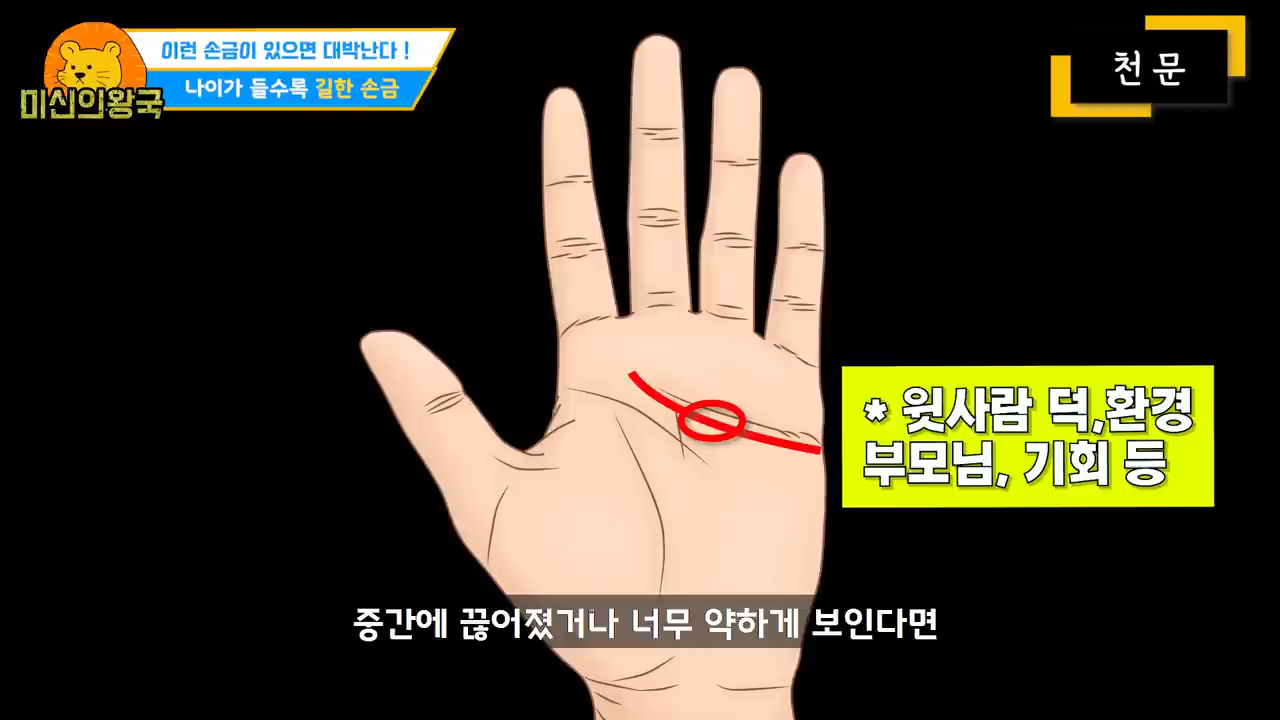 이런 손금이 있으면 대박난다 !
나이가 들수록 길한 손금
미신의왕국
천문
* 윗사람 덕,환경
부모님, 기회 등
중간에 끊어졌거나 너무 약하게 보인다면